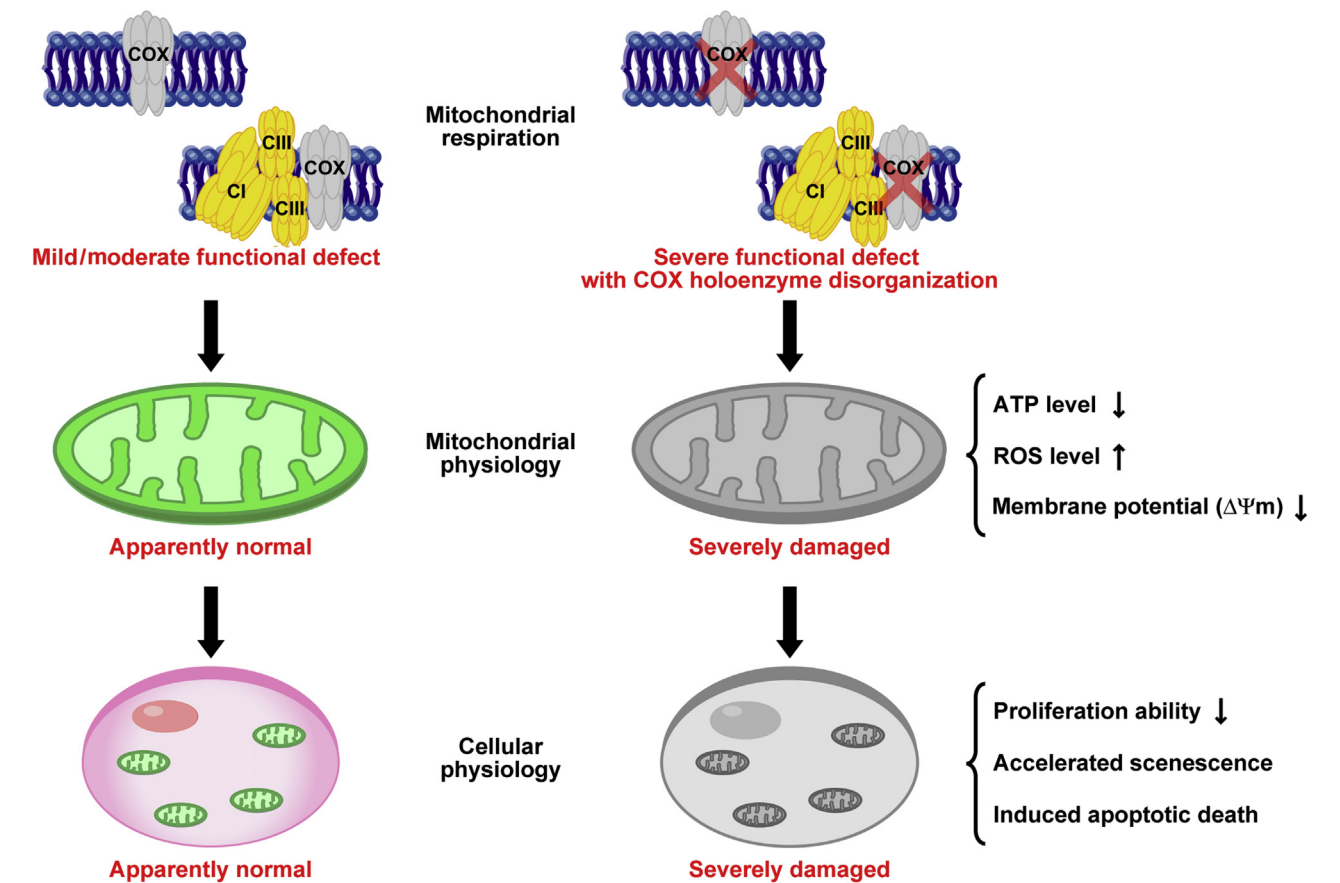 COX
COX
CIII
COX
CI
CIII
Mild/moderate functional defect
Mitochondrial
respiration
CIII
COX
CI
CIII
Severe functional defect
with COX holoenzyme disorganization
Mitochondrial
physiology
ATP level ↓
ROS level ↑
Membrane potential (ΔΨm) ↓
Apparently normal
Severely damaged
Cellular
physiology
Proliferation ability ↓
Accelerated scenescence
Induced apoptotic death
Apparently normal
Severely damaged